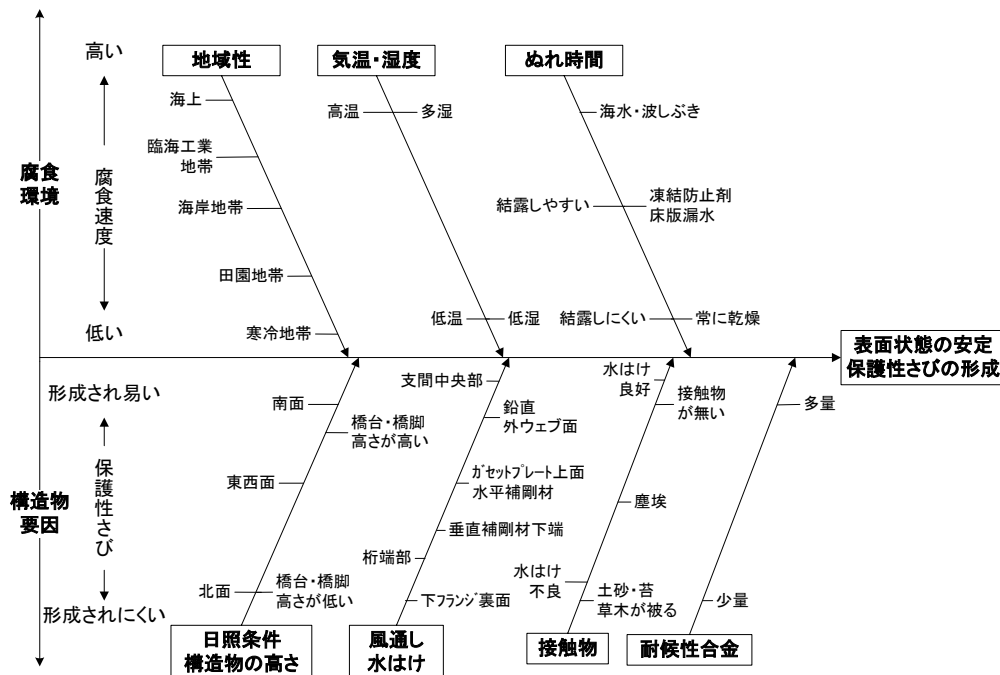 高い
地域性
気温・湿度
ぬれ時間
海上
高温
多湿
海水・波しぶき
臨海工業
地帯
腐食
環境
腐食速度
海岸地帯
結露しやすい
凍結防止剤
床版漏水
田園地帯
低い
寒冷地帯
低温
低湿
結露しにくい
常に乾燥
表面状態の安定
保護性さびの形成
形成され易い
南面
橋台・橋脚
高さが高い
支間中央部
鉛直
外ウェブ面
水はけ
良好
接触物
が無い
多量
構造物
要因
保護性さび
東西面
ガセットプレート上面
水平補剛材
塵埃
垂直補剛材下端
桁端部
水はけ
不良
北面
橋台・橋脚
高さが低い
下フランジ裏面
土砂・苔
草木が被る
少量
形成されにくい
日照条件
構造物の高さ
風通し
水はけ
接触物
耐候性合金